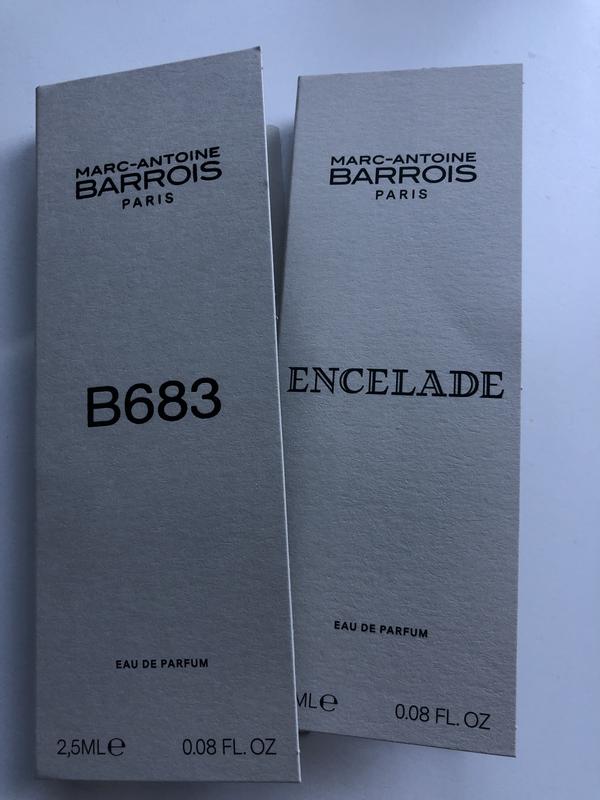 MARC-ANTOINE
BARROIS
PARIS
B683
EAU DE PARFUM
2,5ML℮ 0.08 FL. OZ
MARC-ANTOINE
BARROIS
PARIS
ENCELADE
EAU DE PARFUM
ML℮ 0.08 FL. OZ